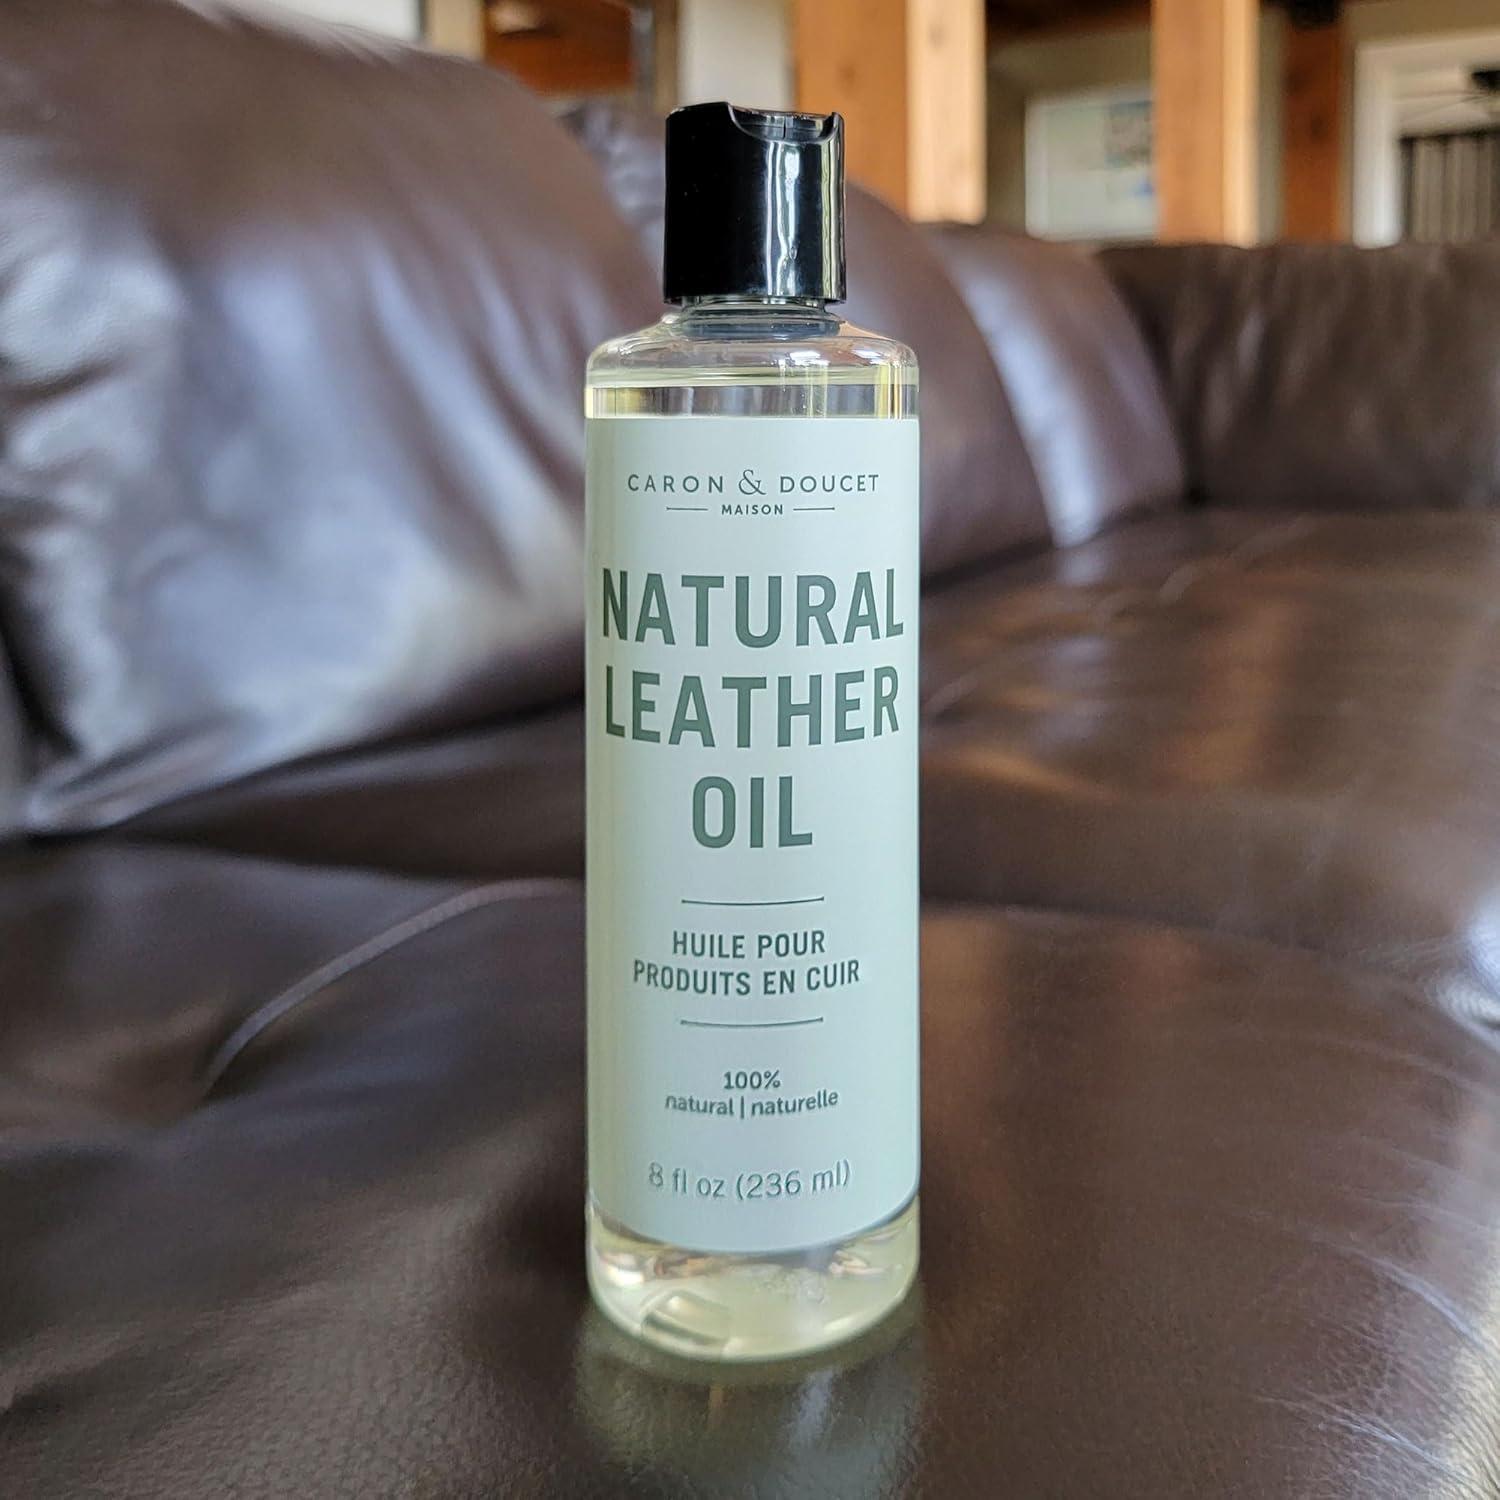 CARON & DOUCET
MAISON
NATURAL
LEATHER
OIL
HUILE POUR
PRODUITS EN CUIR
100%
natural | naturelle
8 fl oz (236 ml)